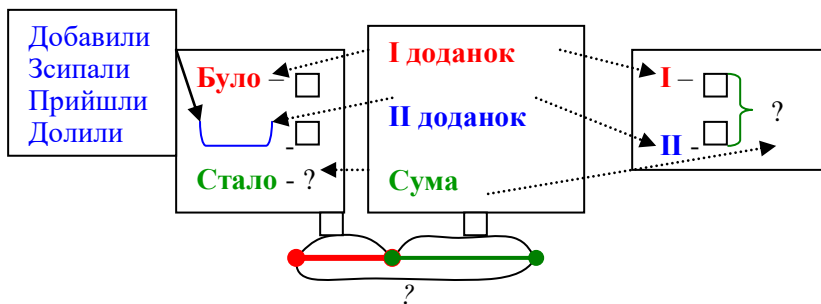 Добавили
Зсипали
Прийшли
Долили
Було –
-
Стало - ?
І доданок
ІІ доданок
Сума
І –
ІІ -
?
?